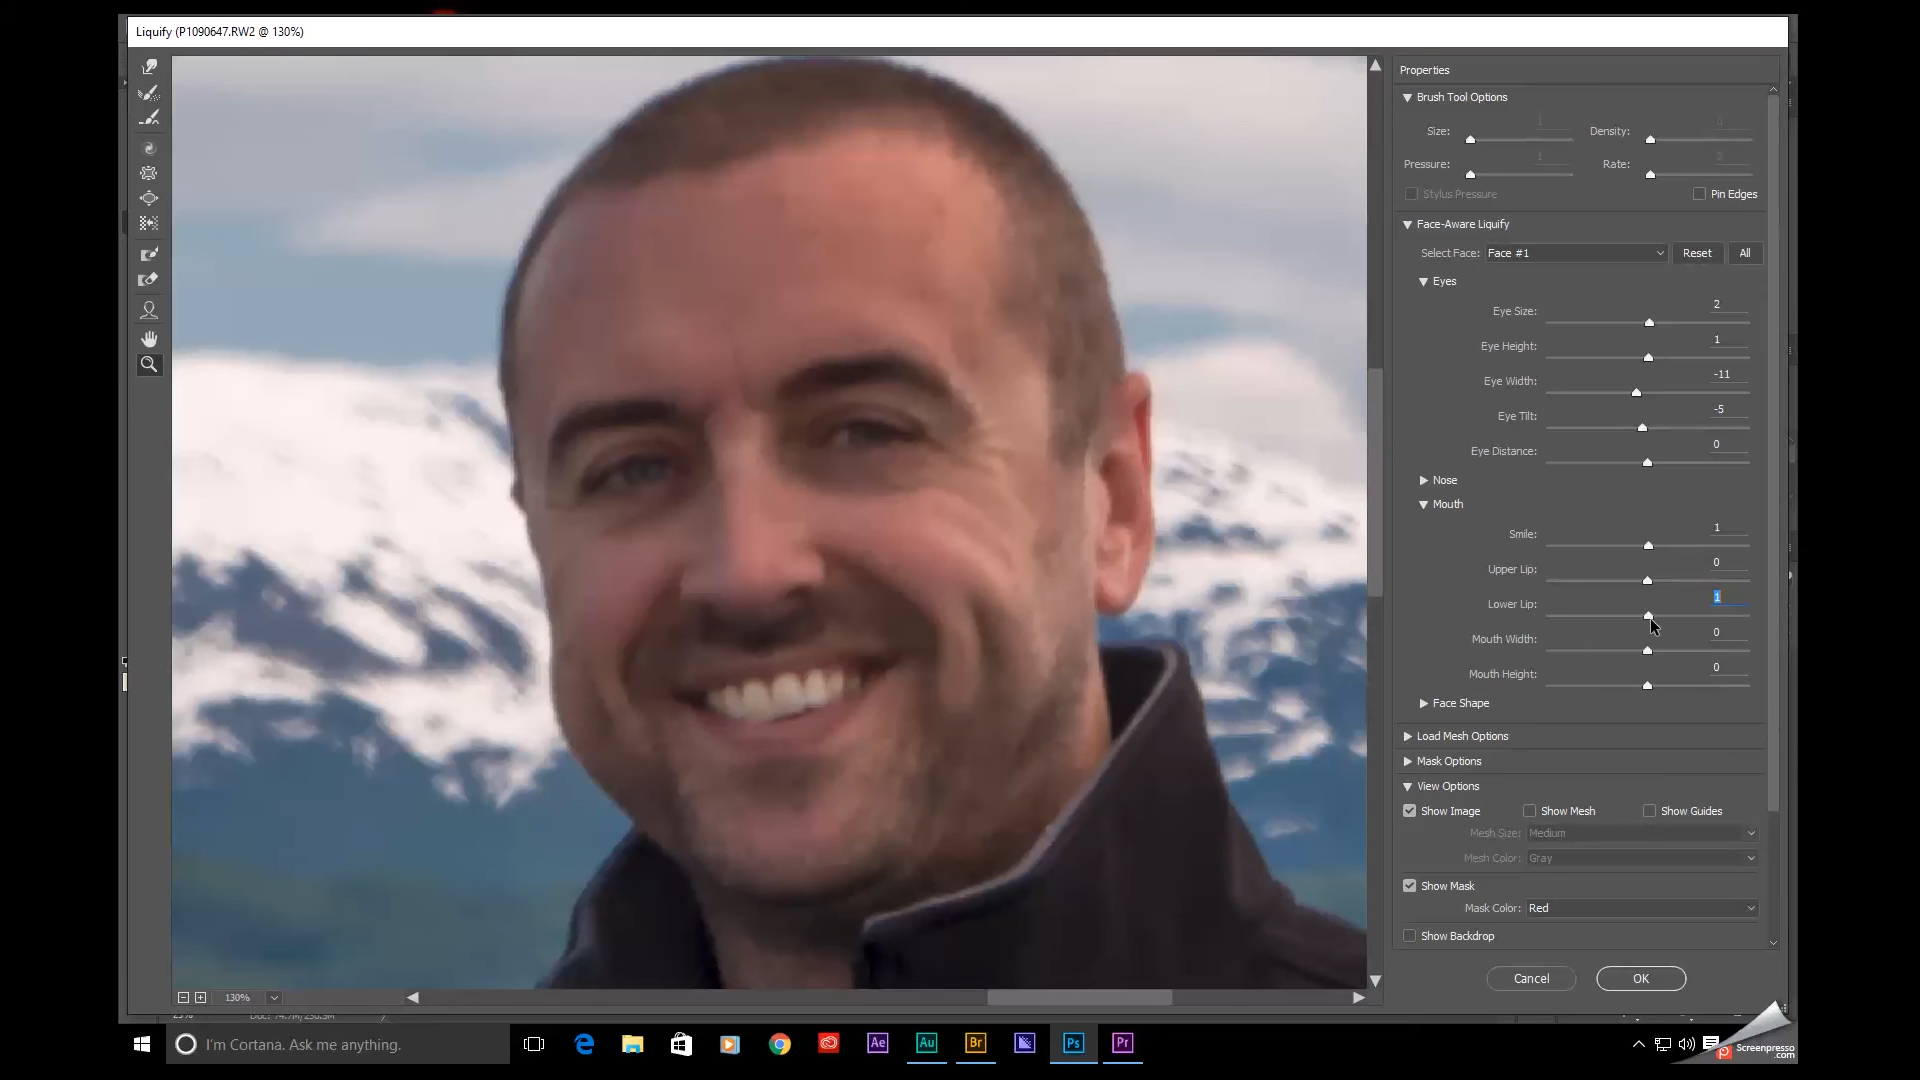 Liquify (P1090647.RW2 @ 130%)
Properties
Brush Tool Options
Size: 1 Density: 0
Pressure: 1 Rate: 2
Stylus Pressure Pin Edges
Face-Aware Liquify
Select Face: Face #1 Reset All
Eyes
Eye Size: 2
Eye Height: 1
Eye Width: -11
Eye Tilt: -5
Eye Distance: 0
Nose
Mouth
Smile: 1
Upper Lip: 0
Lower Lip: 1
Mouth Width: 0
Mouth Height: 0
Face Shape
Load Mesh Options
Mask Options
View Options
Show Image Show Mesh Show Guides
Mesh Size: Medium
Mesh Color: Gray
Show Mask
Mask Color: Red
Show Backdrop
Cancel OK
130%
I'm Cortana. Ask me anything.
Ae Au Br Ps Pr
Screenpresso
.com